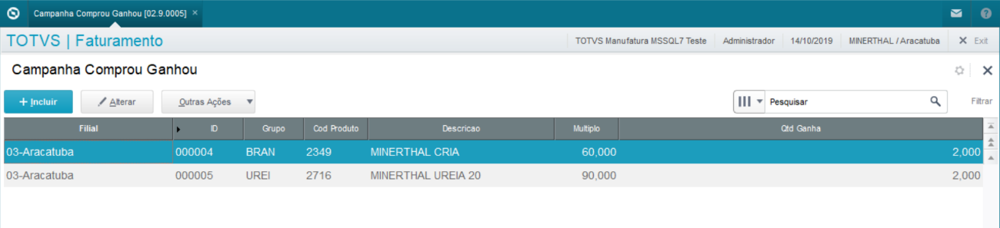 Campanha Comprou Ganhou [02.9.0005] ×
TOTVS | Faturamento TOTVS Manufatura MSSQL7 Teste Administrador 14/10/2019 MINERTHAL / Aracatuba × Exit
Campanha Comprou Ganhou
+ Incluir Alterar Outras Ações Pesquisar Filtrar
Filial ID Grupo Cod Produto Descricao Multiplo Qtd Ganha
03-Aracatuba 000004 BRAN 2349 MINERTHAL CRIA 60,000 2,000
03-Aracatuba 000005 UREI 2716 MINERTHAL UREIA 20 90,000 2,000